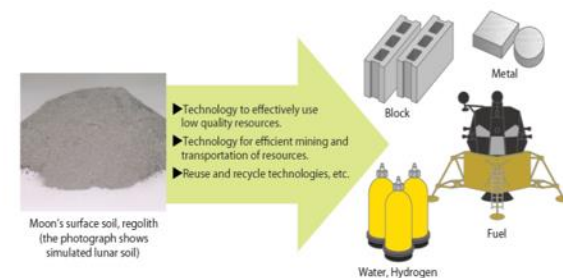 ▶Technology to effectively use
low quality resources.
▶Technology for efficient mining and
transportation of resources.
▶Reuse and recycle technologies, etc.
Moon's surface soil, regolith
(the photograph shows
simulated lunar soil)
Block
Metal
Water, Hydrogen
Fuel